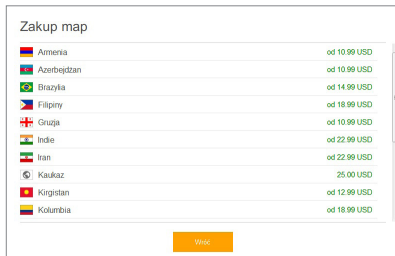 Zakup map
Armenia od 10.99 USD
Azerbejdżan od 10.99 USD
Brazylia od 14.99 USD
Filipiny od 18.99 USD
Gruzja od 10.99 USD
Indie od 22.99 USD
Iran od 22.99 USD
Kaukaz 25.00 USD
Kirgistan od 12.99 USD
Kolumbia od 18.99 USD
Wróć